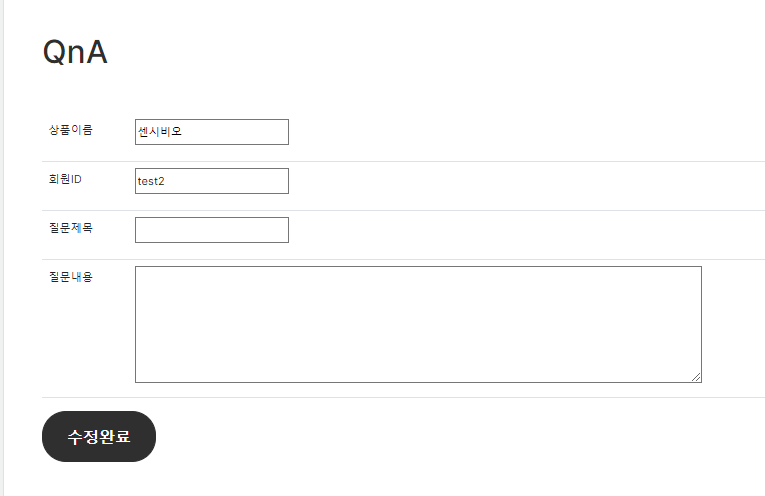 QnA
상품이름 센시비오
회원ID test2
질문제목
질문내용
수정완료